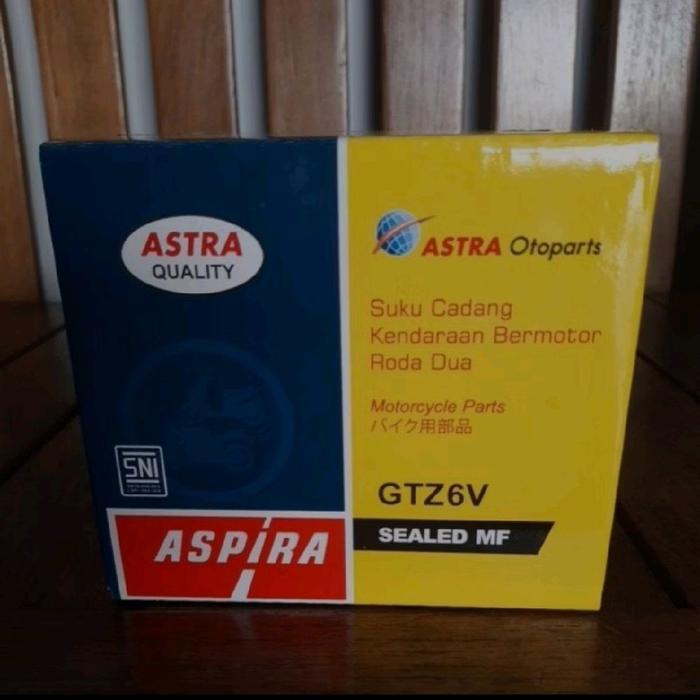 ASTRA
QUALITY
SNI
ASPIRA
ASTRA Otoparts
Suku Cadang
Kendaraan Bermotor
Roda Dua
Motorcycle Parts
バイク用部品
GTZ6V
SEALED MF